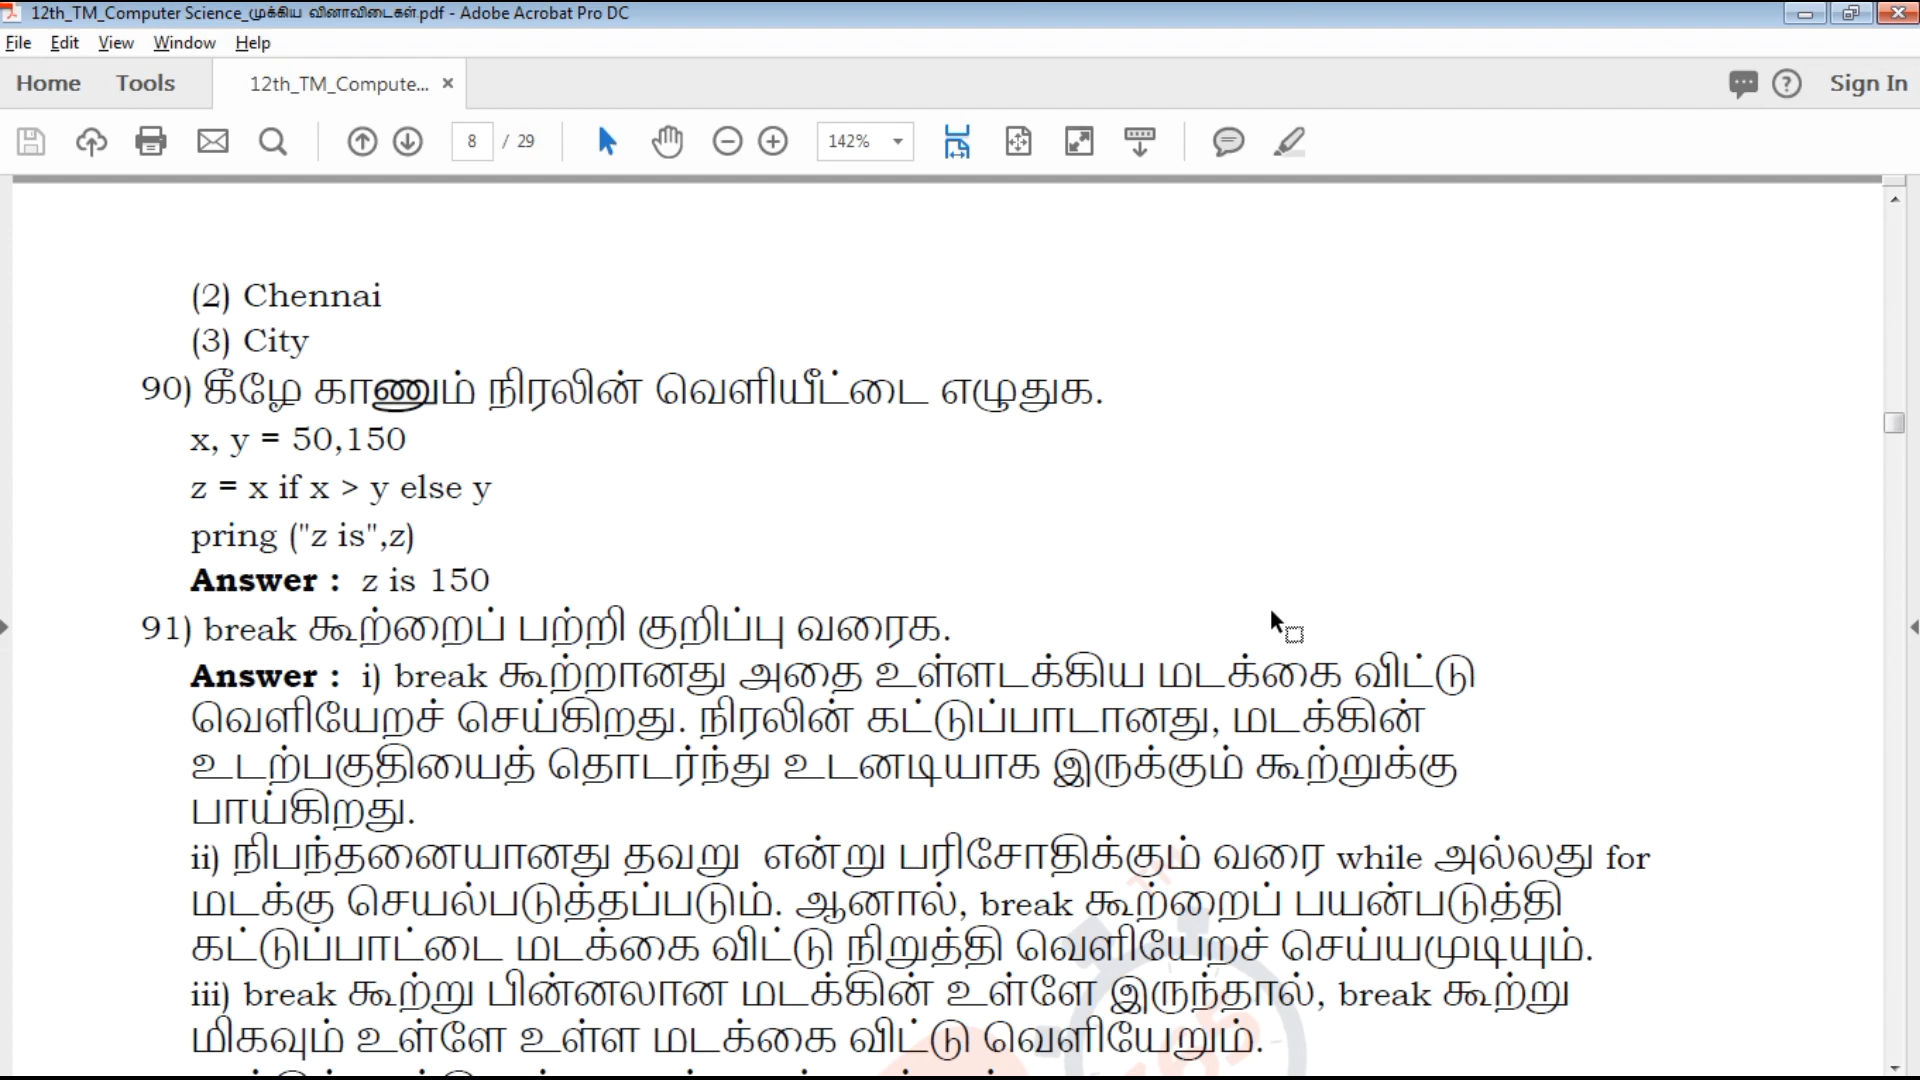 12th_TM_Computer Science_முக்கிய வினாவிடைகள்.pdf - Adobe Acrobat Pro DC
File Edit View Window Help
Home Tools 12th_TM_Compute... × Sign In
8 / 29 142%
(2) Chennai
(3) City
90) கீழே காணும் நிரலின் வெளியீட்டை எழுதுக.
x, y = 50,150
z = x if x > y else y
pring ("z is",z)
Answer : z is 150
91) break கூற்றைப் பற்றி குறிப்பு வரைக.
Answer : i) break கூற்றானது அதை உள்ளடக்கிய மடக்கை விட்டு
வெளியேறச் செய்கிறது. நிரலின் கட்டுப்பாடானது, மடக்கின்
உடற்பகுதியைத் தொடர்ந்து உடனடியாக இருக்கும் கூற்றுக்கு
பாய்கிறது.
ii) நிபந்தனையானது தவறு என்று பரிசோதிக்கும் வரை while அல்லது for
மடக்கு செயல்படுத்தப்படும். ஆனால், break கூற்றைப் பயன்படுத்தி
கட்டுப்பாட்டை மடக்கை விட்டு நிறுத்தி வெளியேறச் செய்யமுடியும்.
iii) break கூற்று பின்னலான மடக்கின் உள்ளே இருந்தால், break கூற்று
மிகவும் உள்ளே உள்ள மடக்கை விட்டு வெளியேறும்.